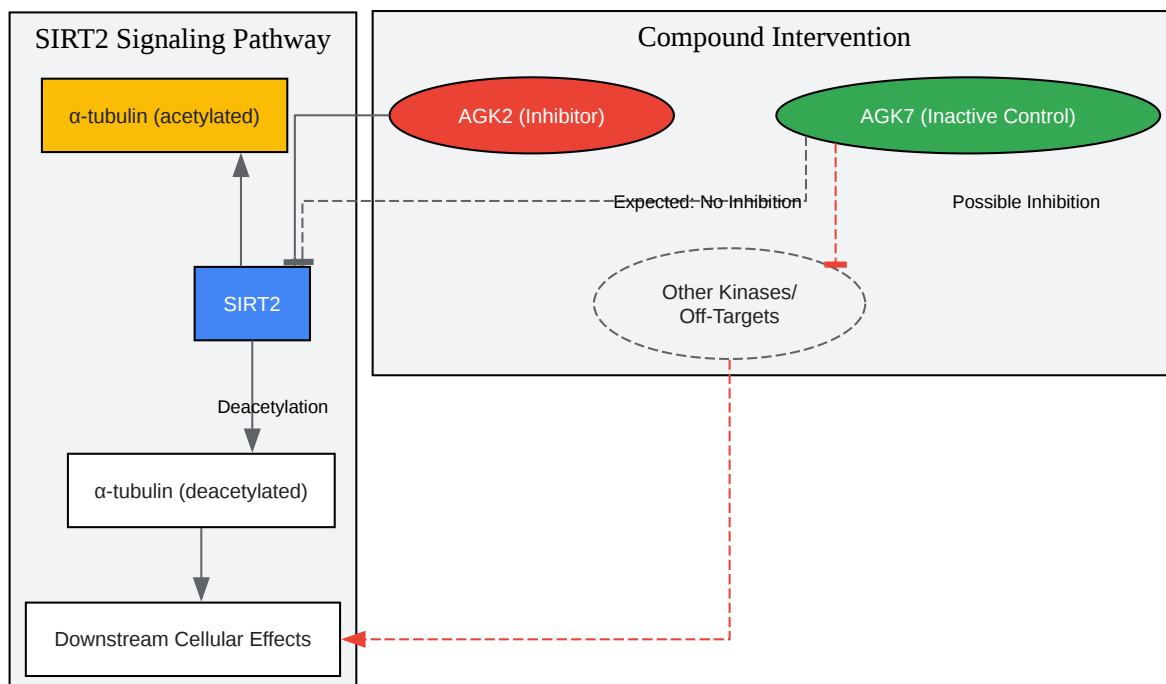 SIRT2 Signaling Pathway
Compound Intervention
α-tubulin (acetylated)
AGK2 (Inhibitor)
AGK7 (Inactive Control)
Expected: No Inhibition
Possible Inhibition
SIRT2
Other Kinases/
Off-Targets
Deacetylation
α-tubulin (deacetylated)
Downstream Cellular Effects